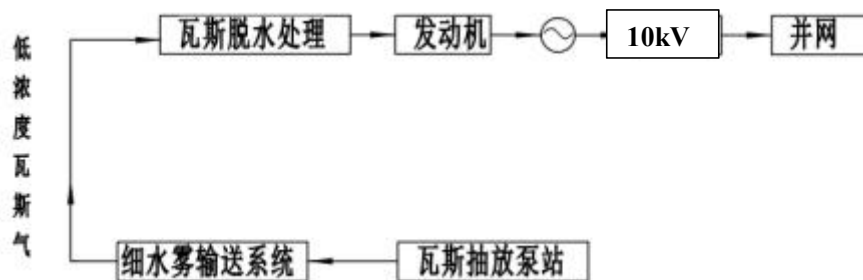 低浓度瓦斯气
瓦斯脱水处理
发动机
10kV
并网
细水雾输送系统
瓦斯抽放泵站